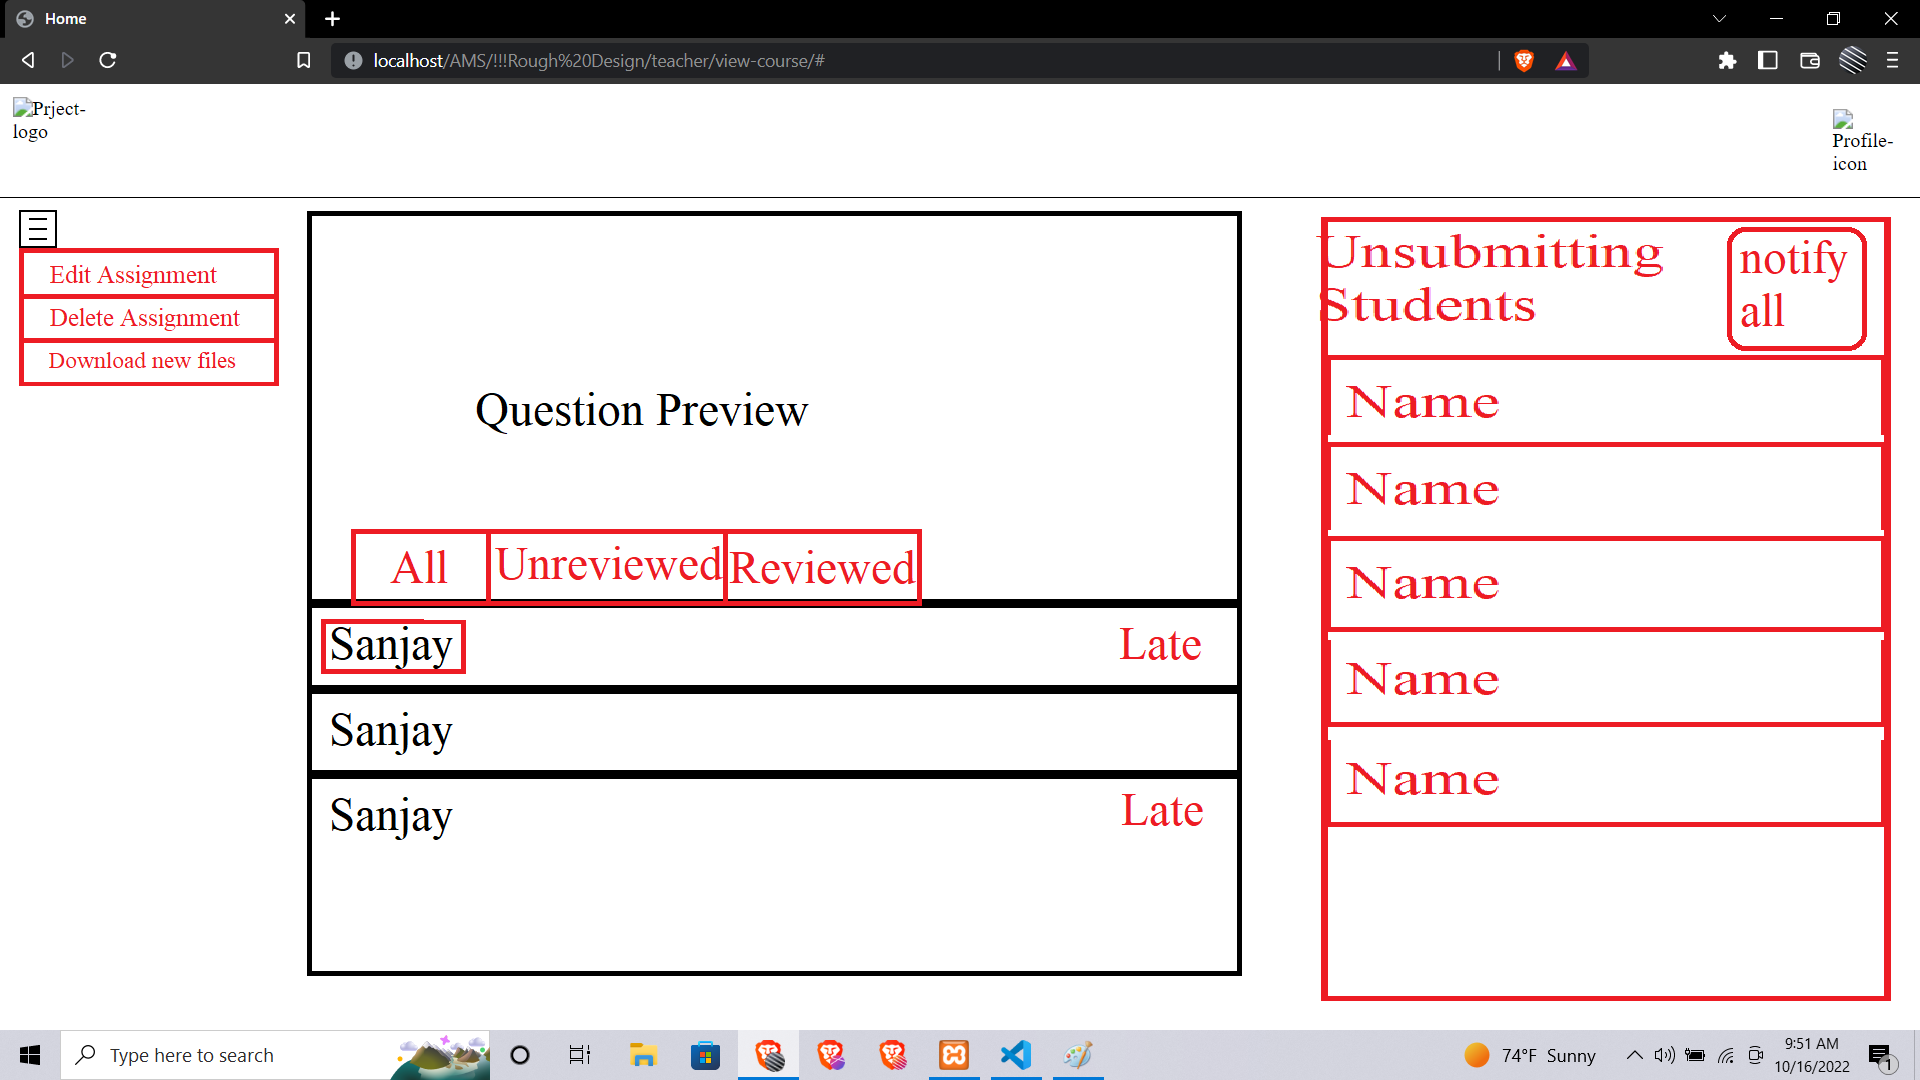 Home
localhost/AMS/!!!Rough%20Design/teacher/view-course/#
Prject-
logo
Profile-
icon
Edit Assignment
Delete Assignment
Download new files
Question Preview
All Unreviewed Reviewed
Sanjay Late
Sanjay
Sanjay Late
Unsubmitting
Students
notify
all
Name
Name
Name
Name
Name
Type here to search
74°F Sunny
9:51 AM
10/16/2022
1